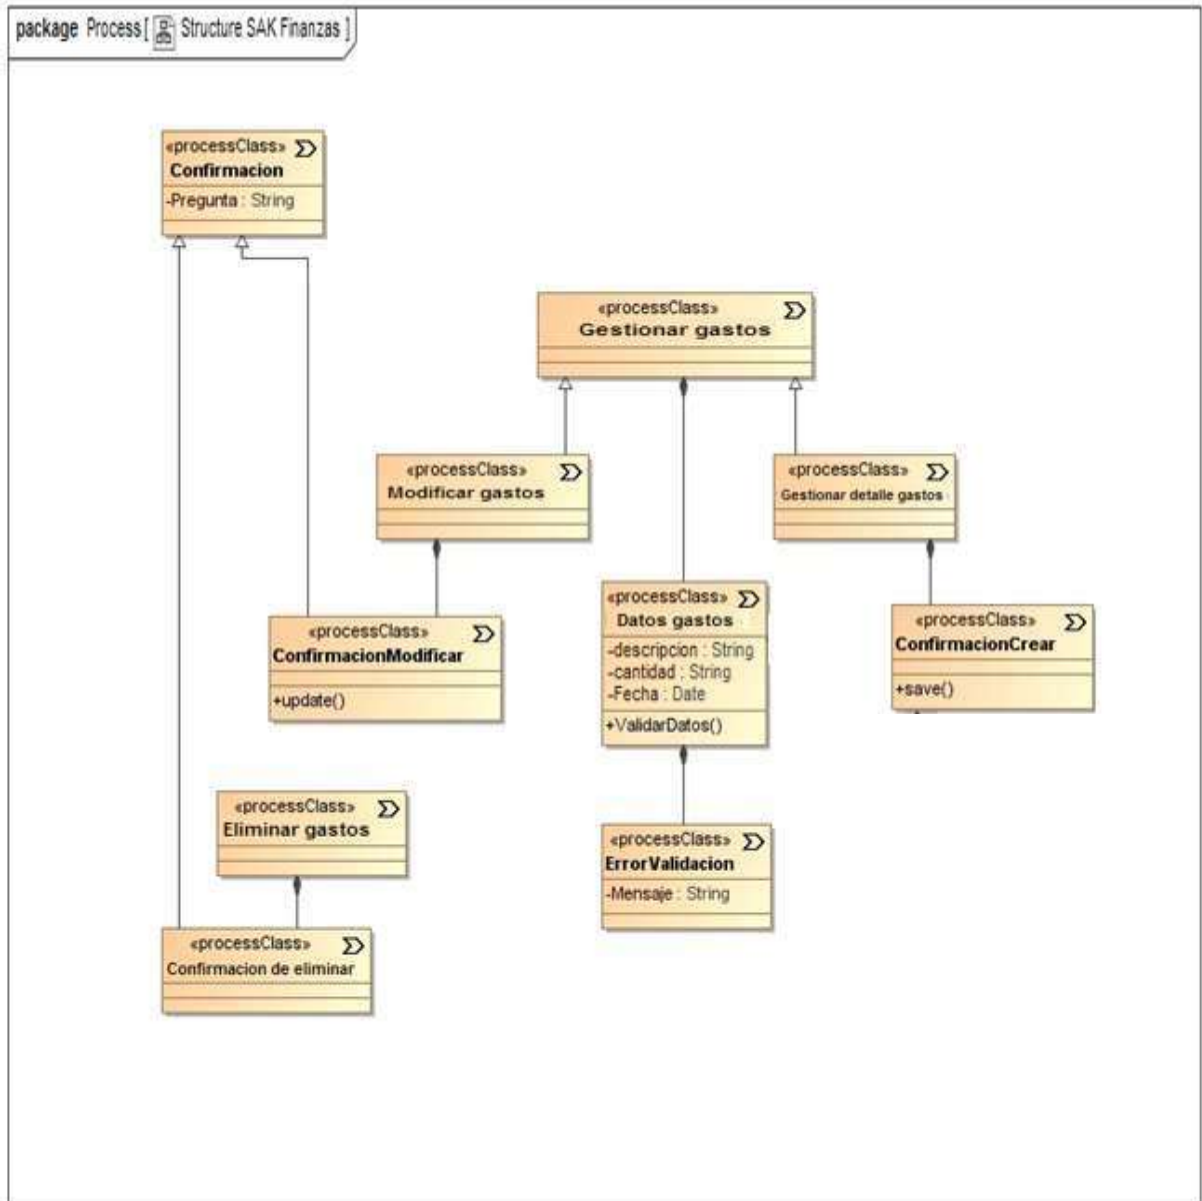 package Process[ Structure SAK Finanzas ]
«processClass»
Confirmacion
-Pregunta : String
«processClass»
Gestionar gastos
«processClass»
Modificar gastos
«processClass»
Gestionar detalle gastos
«processClass»
ConfirmacionModificar
+update()
«processClass»
Datos gastos
-descripcion : String
-cantidad : String
-Fecha : Date
+ValidarDatos()
«processClass»
ConfirmacionCrear
+save()
«processClass»
Eliminar gastos
«processClass»
ErrorValidacion
-Mensaje : String
«processClass»
Confirmacion de eliminar